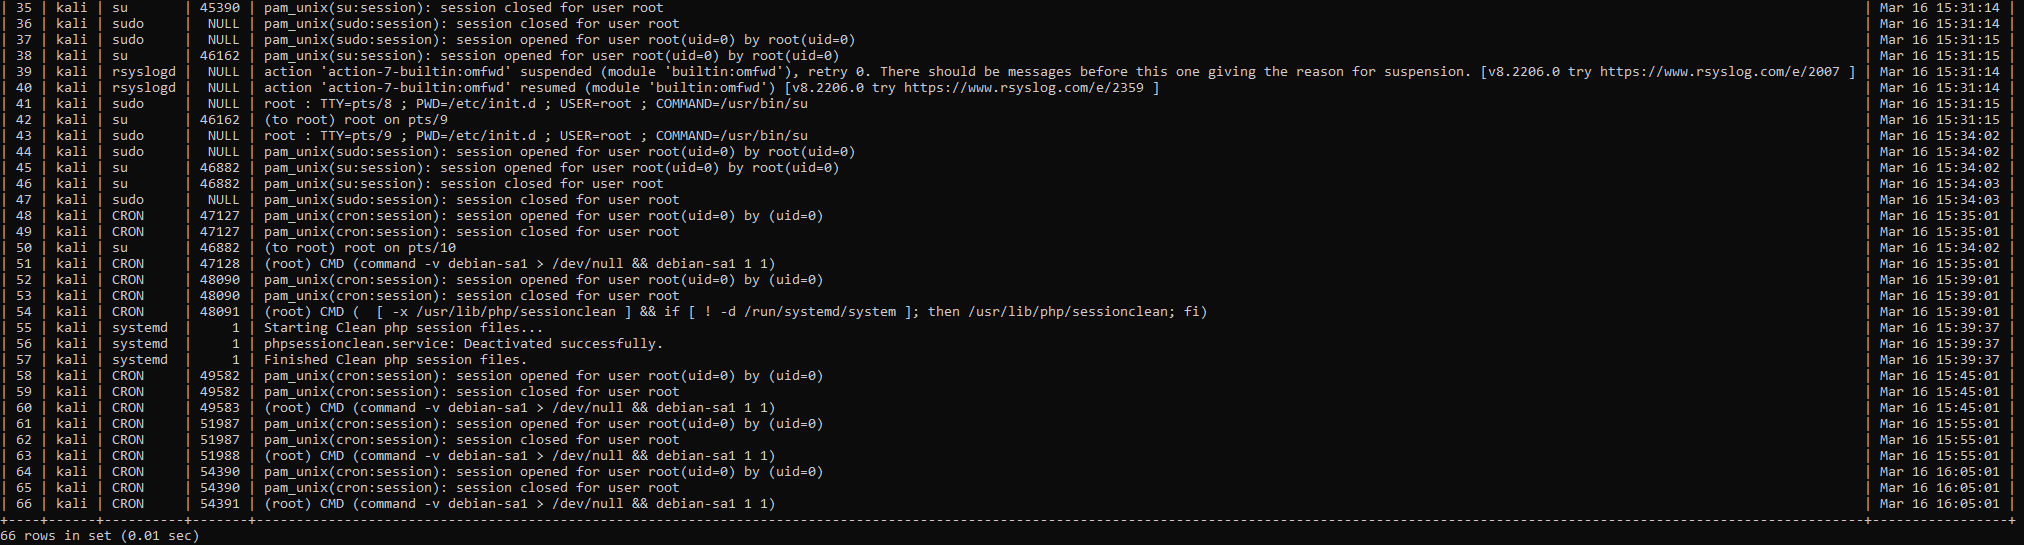 | 35 | kali | su       | 45390 | pam_unix(su:session): session closed for user root | Mar 16 15:31:14 |
| 36 | kali | sudo     |  NULL | pam_unix(sudo:session): session closed for user root | Mar 16 15:31:14 |
| 37 | kali | sudo     |  NULL | pam_unix(sudo:session): session opened for user root(uid=0) by root(uid=0) | Mar 16 15:31:15 |
| 38 | kali | su       | 46162 | pam_unix(su:session): session opened for user root(uid=0) by root(uid=0) | Mar 16 15:31:15 |
| 39 | kali | rsyslogd |  NULL | action 'action-7-builtin:omfwd' suspended (module 'builtin:omfwd'), retry 0. There should be messages before this one giving the reason for suspension. [v8.2206.0 try https://www.rsyslog.com/e/2007 ] | Mar 16 15:31:14 |
| 40 | kali | rsyslogd |  NULL | action 'action-7-builtin:omfwd' resumed (module 'builtin:omfwd') [v8.2206.0 try https://www.rsyslog.com/e/2359 ] | Mar 16 15:31:14 |
| 41 | kali | sudo     |  NULL | root : TTY=pts/8 ; PWD=/etc/init.d ; USER=root ; COMMAND=/usr/bin/su | Mar 16 15:31:15 |
| 42 | kali | su       | 46162 | (to root) root on pts/9 | Mar 16 15:31:15 |
| 43 | kali | sudo     |  NULL | root : TTY=pts/9 ; PWD=/etc/init.d ; USER=root ; COMMAND=/usr/bin/su | Mar 16 15:34:02 |
| 44 | kali | sudo     |  NULL | pam_unix(sudo:session): session opened for user root(uid=0) by root(uid=0) | Mar 16 15:34:02 |
| 45 | kali | su       | 46882 | pam_unix(su:session): session opened for user root(uid=0) by root(uid=0) | Mar 16 15:34:02 |
| 46 | kali | su       | 46882 | pam_unix(su:session): session closed for user root | Mar 16 15:34:03 |
| 47 | kali | sudo     |  NULL | pam_unix(sudo:session): session closed for user root | Mar 16 15:34:03 |
| 48 | kali | CRON     | 47127 | pam_unix(cron:session): session opened for user root(uid=0) by (uid=0) | Mar 16 15:35:01 |
| 49 | kali | CRON     | 47127 | pam_unix(cron:session): session closed for user root | Mar 16 15:35:01 |
| 50 | kali | su       | 46882 | (to root) root on pts/10 | Mar 16 15:34:02 |
| 51 | kali | CRON     | 47128 | (root) CMD (command -v debian-sa1 > /dev/null && debian-sa1 1 1) | Mar 16 15:35:01 |
| 52 | kali | CRON     | 48090 | pam_unix(cron:session): session opened for user root(uid=0) by (uid=0) | Mar 16 15:39:01 |
| 53 | kali | CRON     | 48090 | pam_unix(cron:session): session closed for user root | Mar 16 15:39:01 |
| 54 | kali | CRON     | 48091 | (root) CMD (  [ -x /usr/lib/php/sessionclean ] && if [ ! -d /run/systemd/system ]; then /usr/lib/php/sessionclean; fi) | Mar 16 15:39:01 |
| 55 | kali | systemd  |     1 | Starting Clean php session files... | Mar 16 15:39:37 |
| 56 | kali | systemd  |     1 | phpsessionclean.service: Deactivated successfully. | Mar 16 15:39:37 |
| 57 | kali | systemd  |     1 | Finished Clean php session files. | Mar 16 15:39:37 |
| 58 | kali | CRON     | 49582 | pam_unix(cron:session): session opened for user root(uid=0) by (uid=0) | Mar 16 15:45:01 |
| 59 | kali | CRON     | 49582 | pam_unix(cron:session): session closed for user root | Mar 16 15:45:01 |
| 60 | kali | CRON     | 49583 | (root) CMD (command -v debian-sa1 > /dev/null && debian-sa1 1 1) | Mar 16 15:45:01 |
| 61 | kali | CRON     | 51987 | pam_unix(cron:session): session opened for user root(uid=0) by (uid=0) | Mar 16 15:55:01 |
| 62 | kali | CRON     | 51987 | pam_unix(cron:session): session closed for user root | Mar 16 15:55:01 |
| 63 | kali | CRON     | 51988 | (root) CMD (command -v debian-sa1 > /dev/null && debian-sa1 1 1) | Mar 16 15:55:01 |
| 64 | kali | CRON     | 54390 | pam_unix(cron:session): session opened for user root(uid=0) by (uid=0) | Mar 16 16:05:01 |
| 65 | kali | CRON     | 54390 | pam_unix(cron:session): session closed for user root | Mar 16 16:05:01 |
| 66 | kali | CRON     | 54391 | (root) CMD (command -v debian-sa1 > /dev/null && debian-sa1 1 1) | Mar 16 16:05:01 |
66 rows in set (0.01 sec)